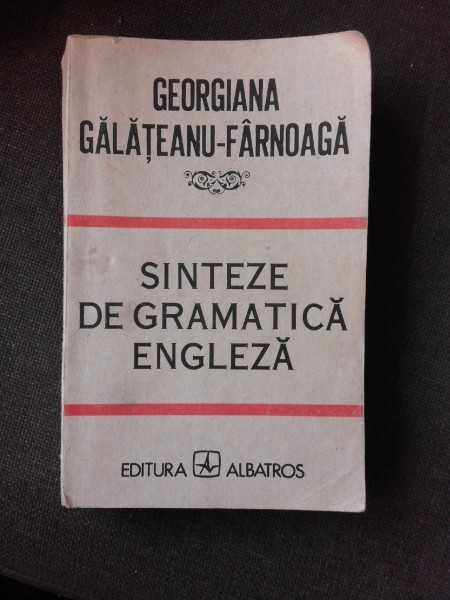 GEORGIANA
GĂLĂȚEANU-FÂRNOAGĂ
SINTEZE
DE GRAMATICĂ
ENGLEZĂ
EDITURA ALBATROS